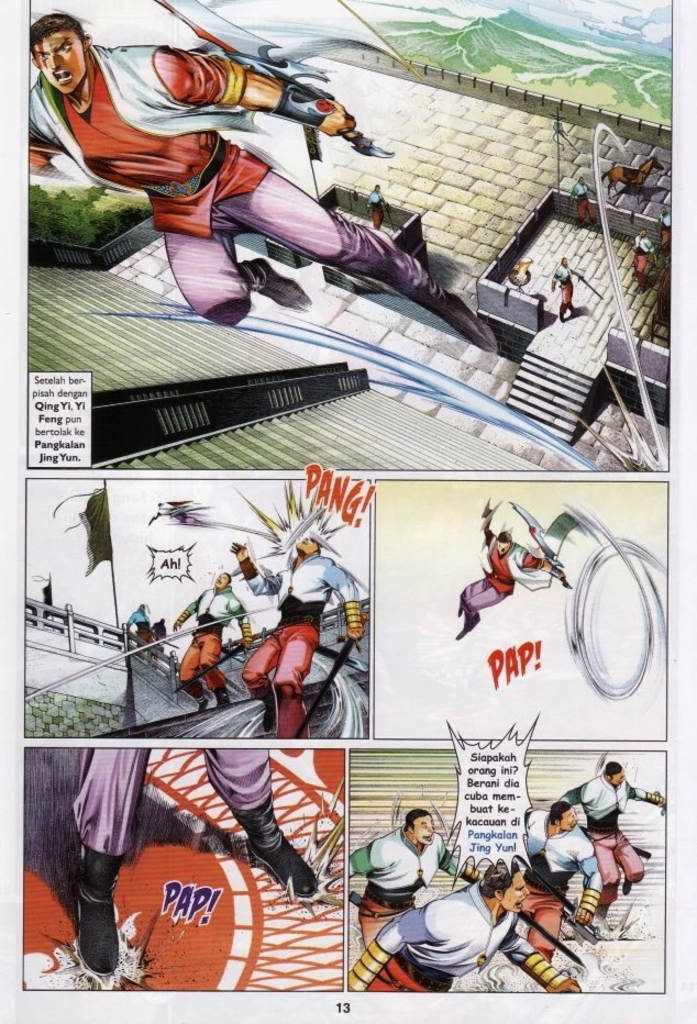 Setelah ber-
pisah dengan
Qing Yi, Yi
Feng pun
bertolak ke
Pangkalan
Jing Yun.
PANG!
Ah!
PAP!
PAP!
Siapakah
orang ini?
Berani dia
cuba mem-
buat ke-
kacauan di
Pangkalan
Jing Yun!
13